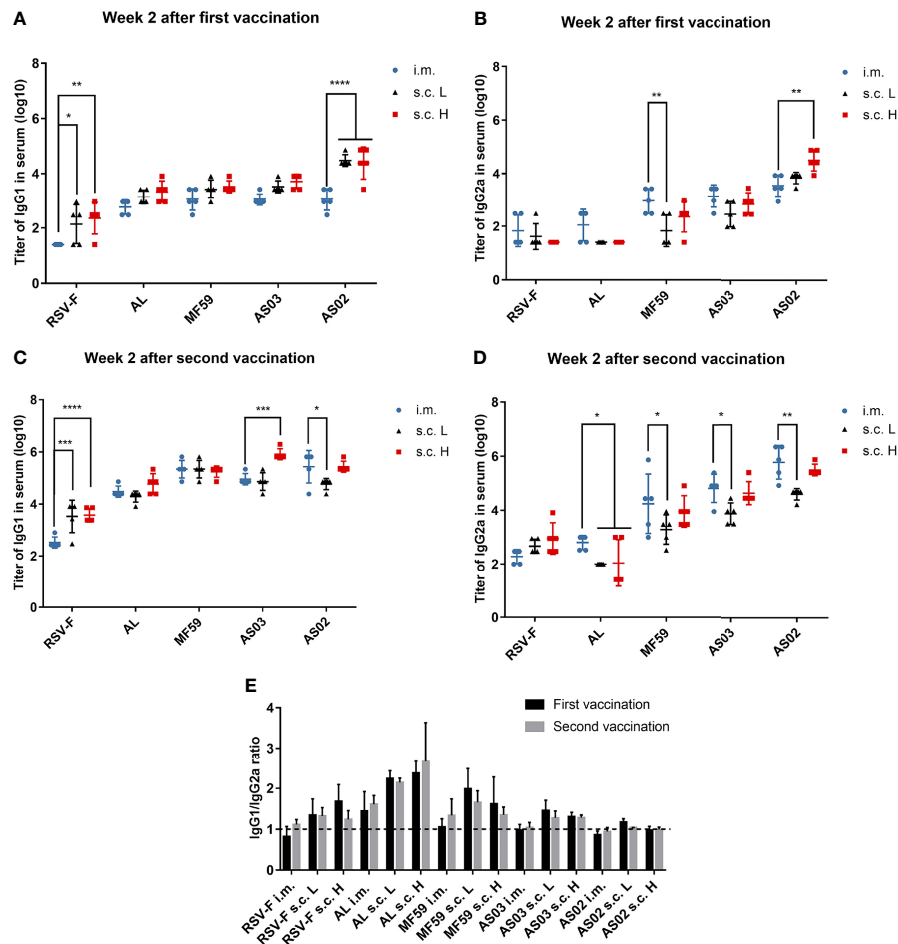 A
Week 2 after first vaccination
Titer of IgG1 in serum (log10)
8
6
4
2
0
**
*
****
RSV-F
AL
MF59
AS03
AS02
i.m.
s.c. L
s.c. H
B
Week 2 after first vaccination
Titer of IgG2a in serum (log10)
8
6
4
2
0
**
**
RSV-F
AL
MF59
AS03
AS02
i.m.
s.c. L
s.c. H
C
Week 2 after second vaccination
Titer of IgG1 in serum (log10)
8
6
4
2
0
****
***
***
*
RSV-F
AL
MF59
AS03
AS02
i.m.
s.c. L
s.c. H
D
Week 2 after second vaccination
Titer of IgG2a in serum (log10)
8
6
4
2
0
*
*
*
**
RSV-F
AL
MF59
AS03
AS02
i.m.
s.c. L
s.c. H
E
IgG1/IgG2a ratio
4
3
2
1
0
First vaccination
Second vaccination
RSV-F i.m.
RSV-F s.c. L
RSV-F s.c. H
AL i.m.
AL s.c. L
AL s.c. H
MF59 i.m.
MF59 s.c. L
MF59 s.c. H
AS03 i.m.
AS03 s.c. L
AS03 s.c. H
AS02 i.m.
AS02 s.c. L
AS02 s.c. H